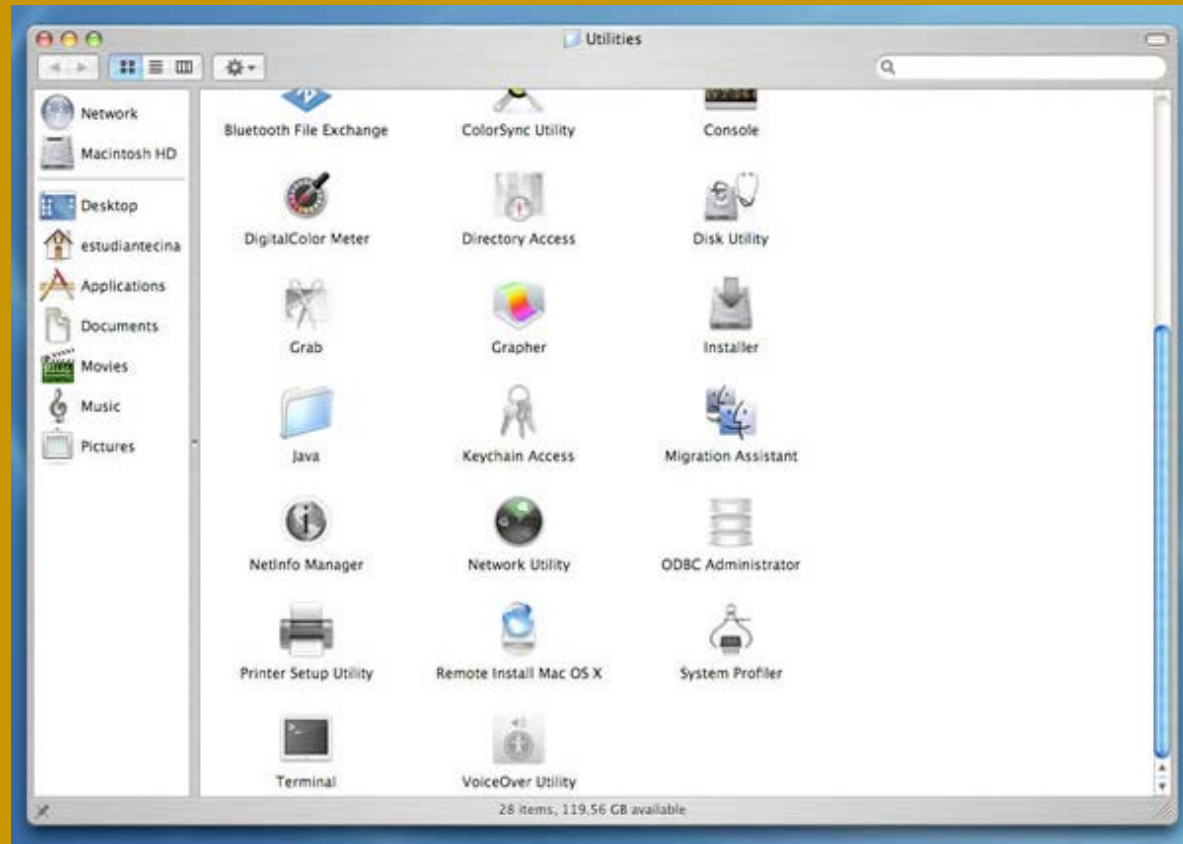 Utilities
Network
Macintosh HD
Desktop
estudiantecina
Applications
Documents
Movies
Music
Pictures
Bluetooth File Exchange
ColorSync Utility
Console
DigitalColor Meter
Directory Access
Disk Utility
Grab
Grapher
Installer
Java
Keychain Access
Migration Assistant
NetInfo Manager
Network Utility
ODBC Administrator
Printer Setup Utility
Remote Install Mac OS X
System Profiler
Terminal
VoiceOver Utility
28 items, 119,56 GB available